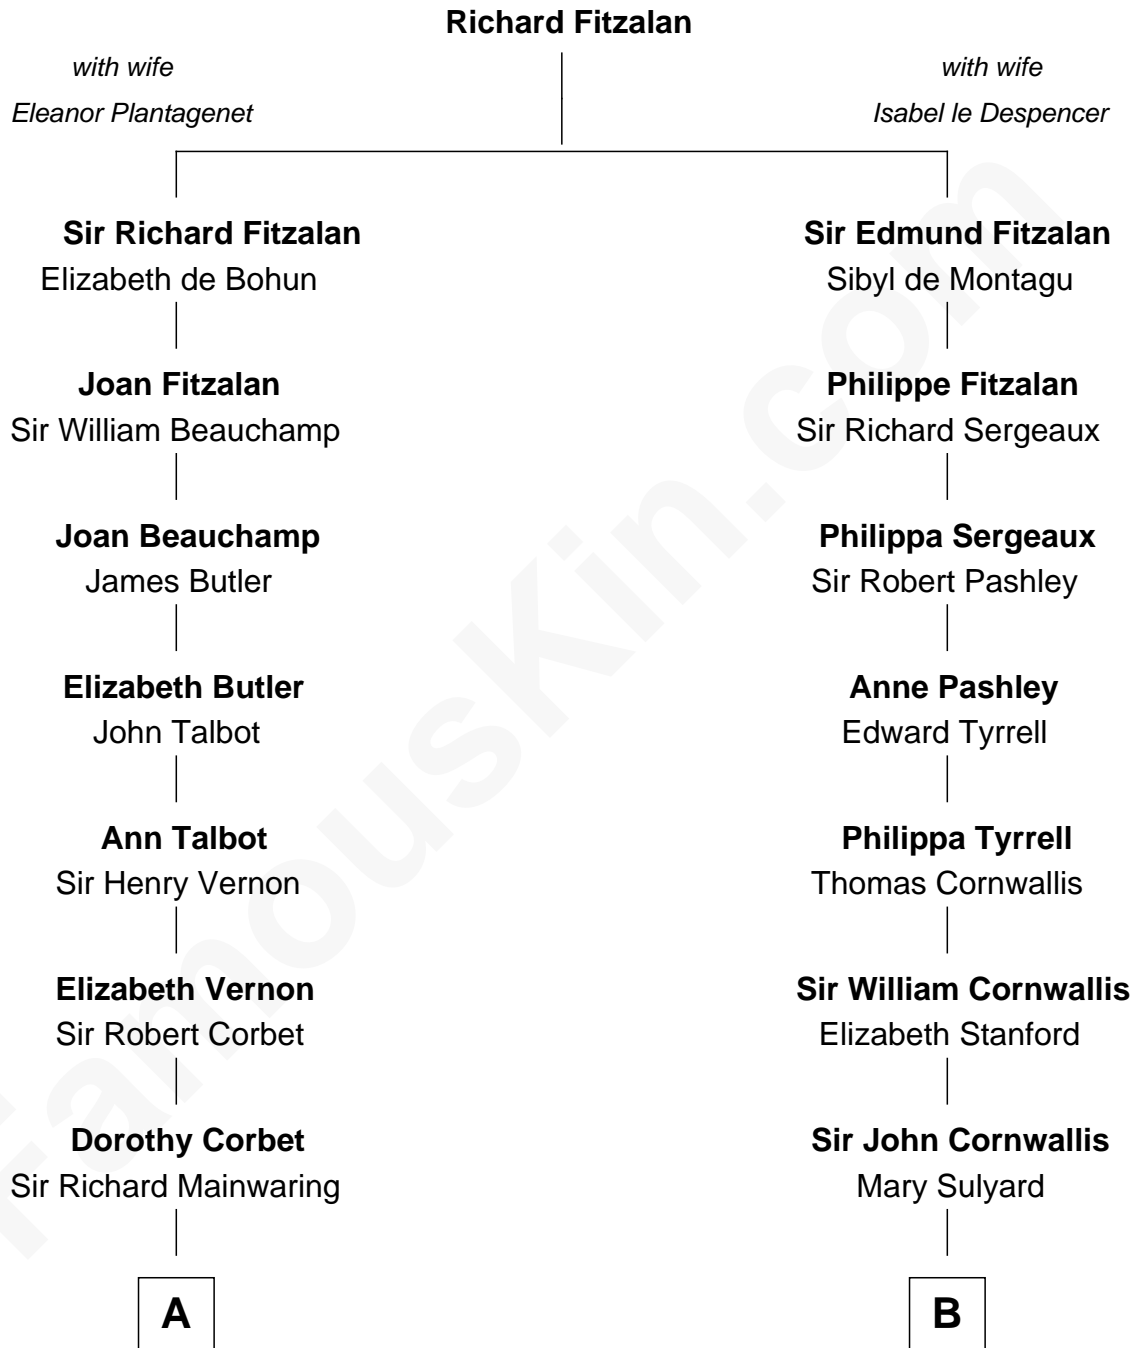 Richard Fitzalan
with wife
Eleanor Plantagenet
with wife
Isabel le Despencer
Sir Richard Fitzalan
Elizabeth de Bohun
Sir Edmund Fitzalan
Sibyl de Montagu
Joan Fitzalan
Sir William Beauchamp
Philippe Fitzalan
Sir Richard Sergeaux
Joan Beauchamp
James Butler
Philippa Sergeaux
Sir Robert Pashley
Elizabeth Butler
John Talbot
Anne Pashley
Edward Tyrrell
Ann Talbot
Sir Henry Vernon
Philippa Tyrrell
Thomas Cornwallis
Elizabeth Vernon
Sir Robert Corbet
Sir William Cornwallis
Elizabeth Stanford
Dorothy Corbet
Sir Richard Mainwaring
Sir John Cornwallis
Mary Sulyard
A
B
FamousKin.com